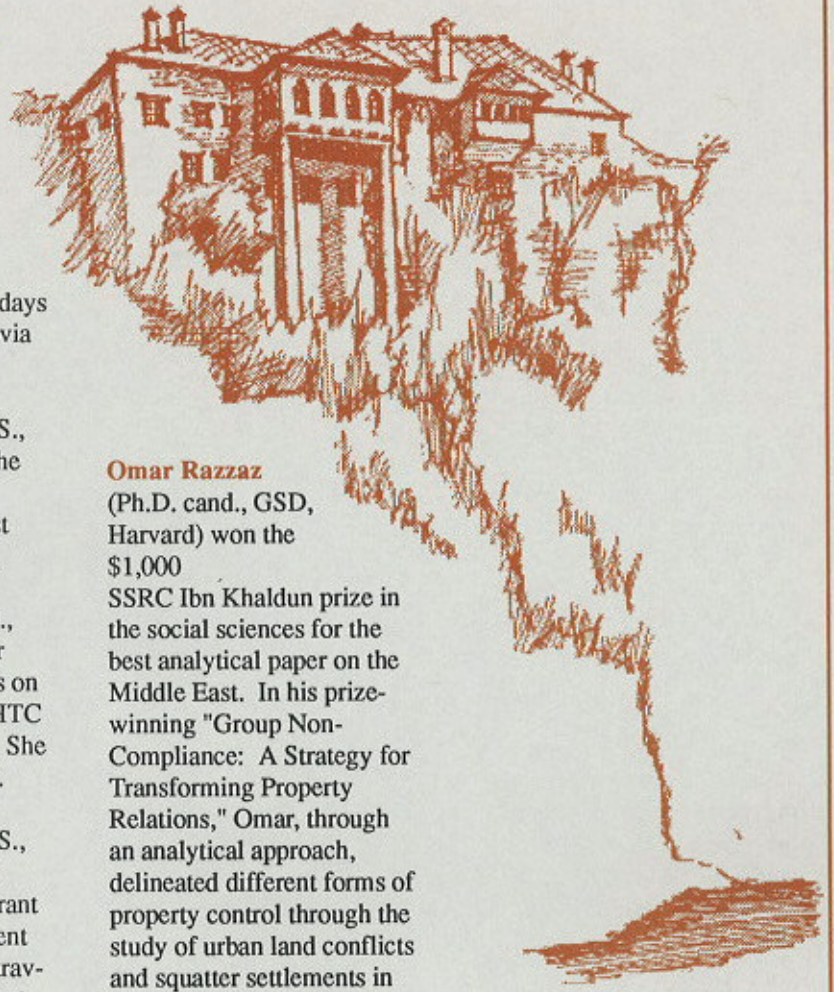 days
via
S.,
he
t
.,
r
s on
HTC
She
.
S.,
rant
ent
rav-
Omar Razzaz
(Ph.D. cand., GSD,
Harvard) won the
$1,000
SSRC Ibn Khaldun prize in
the social sciences for the
best analytical paper on the
Middle East. In his prize-
winning "Group Non-
Compliance: A Strategy for
Transforming Property
Relations," Omar, through
an analytical approach,
delineated different forms of
property control through the
study of urban land conflicts
and squatter settlements in